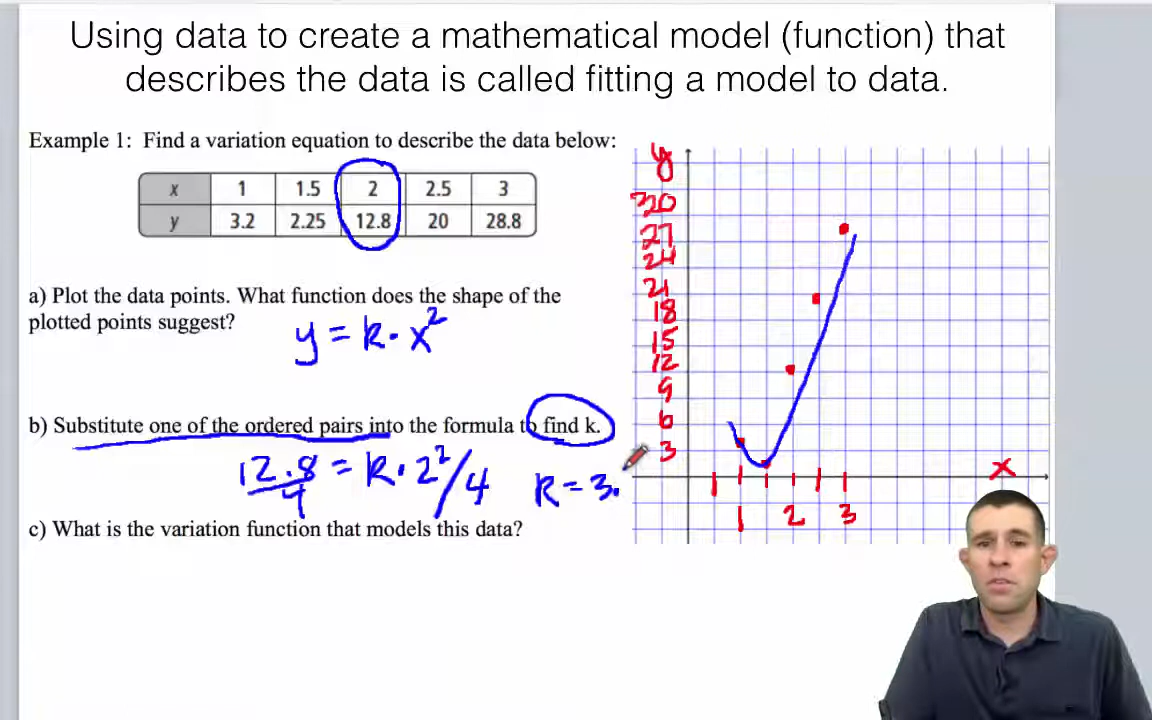 Using data to create a mathematical model (function) that
describes the data is called fitting a model to data.
Example 1: Find a variation equation to describe the data below:
x 1 1.5 2 2.5 3
y 3.2 2.25 12.8 20 28.8
a) Plot the data points. What function does the shape of the
plotted points suggest?
y = k · x²
b) Substitute one of the ordered pairs into the formula to find k.
12.8/4 = k · 2²/4 k = 3.
c) What is the variation function that models this data?
y
30
27
24
21
18
15
12
9
6
3
x
1 2 3